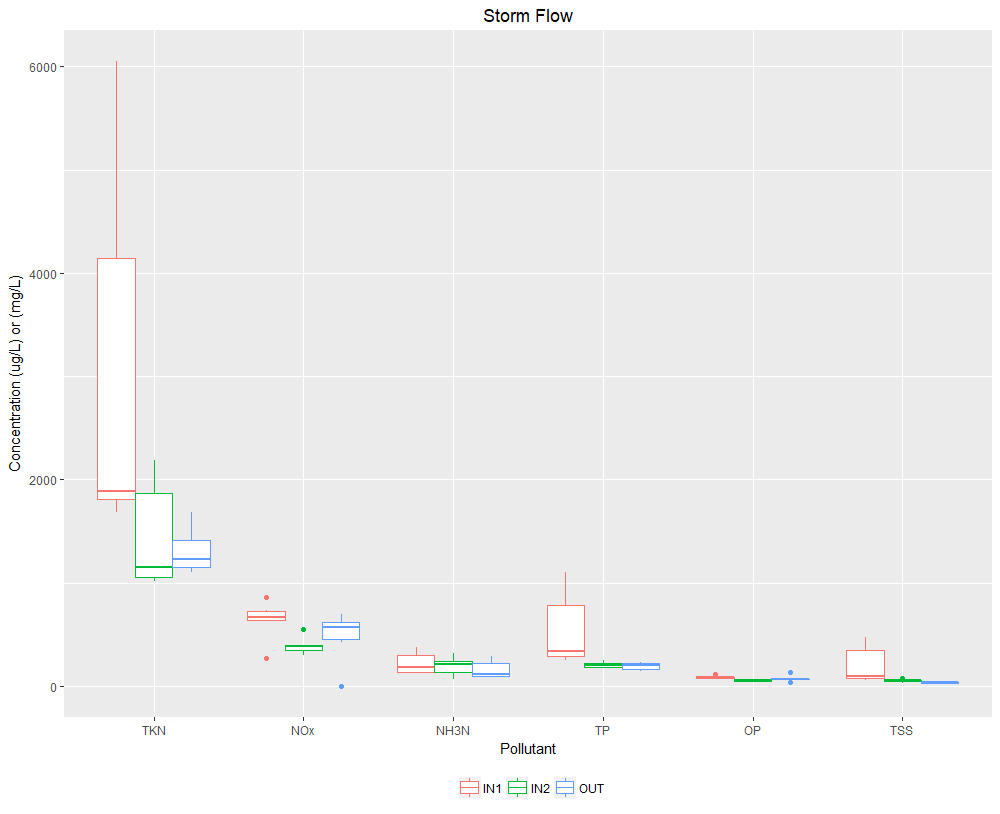 Storm Flow
Concentration (ug/L) or (mg/L)
6000
4000
2000
0
TKN NOx NH3N TP OP TSS
Pollutant
IN1 IN2 OUT